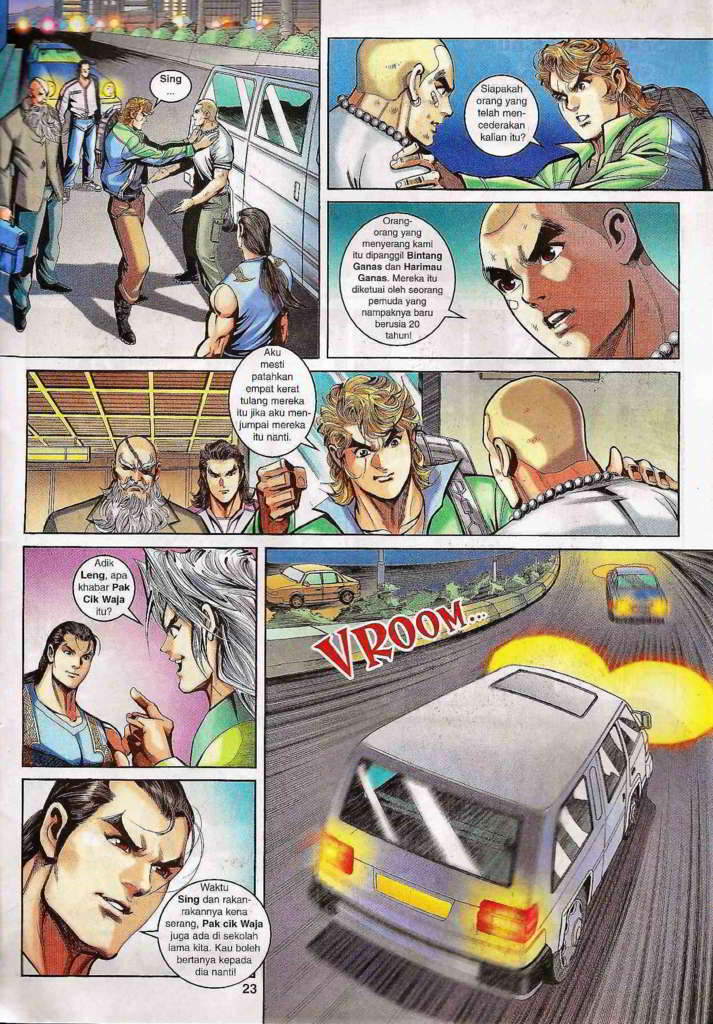 Sing
...
Siapakah
orang yang
telah men-
cederakan
kalian itu?
Orang-
orang yang
menyerang kami
itu dipanggil Bintang
Ganas dan Harimau
Ganas. Mereka itu
diketuai oleh seorang
pemuda yang
nampaknya baru
berusia 20
tahun!
Aku
mesti
patahkan
empat kerat
tulang mereka
itu jika aku men-
jumpai mereka
itu nanti.
Adik
Leng, apa
khabar Pak
Cik Waja
itu?
VROOM...
Waktu
Sing dan rakan-
rakannya kena
serang, Pak cik Waja
juga ada di sekolah
lama kita. Kau boleh
bertanya kepada
dia nanti!
23